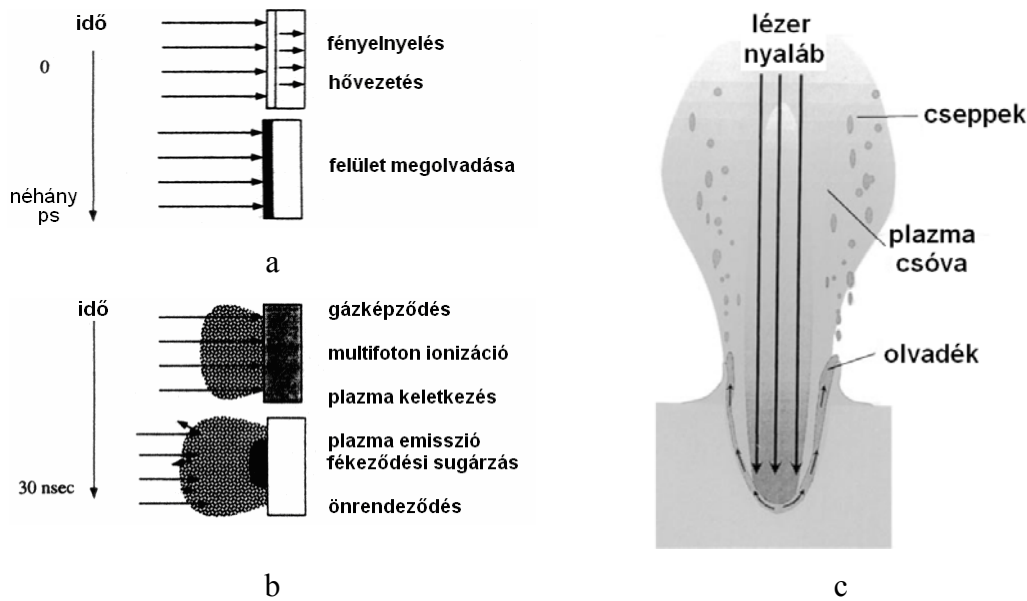 idő
0
néhány
ps
fényelnyelés
hővezetés
felület megolvadása
a
idő
30 nsec
gázképződés
multifoton ionizáció
plazma keletkezés
plazma emisszió
fékeződési sugárzás
önrendeződés
b
lézer
nyaláb
cseppek
plazma
csóva
olvadék
c